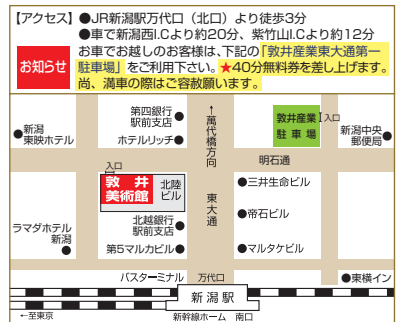 【アクセス】●JR新潟駅万代口（北口）より徒歩3分
●車で新潟西I.Cより約20分、紫竹山I.Cより約12分
お知らせ
お車でお越しのお客様は、下記の「敦井産業東大通第一
駐車場」をご利用下さい。★40分無料券を差し上げます。
尚、満車の際はご容赦願います。
●新潟
東映ホテル
第四銀行●
駅前支店
ホテルリッチ●
←萬代橋方向
敦井産業
駐車場
入口
新潟中央●
郵便局
明石通
入口
敦井
美術館
北陸
ビル
東大通
●三井生命ビル
●帝石ビル
●マルタケビル
北越銀行●
駅前支店
第5マルカビル●
ラマダホテル
新潟
●
バスターミナル
万代口
●東横イン
新潟駅
←至東京
新幹線ホーム
南口